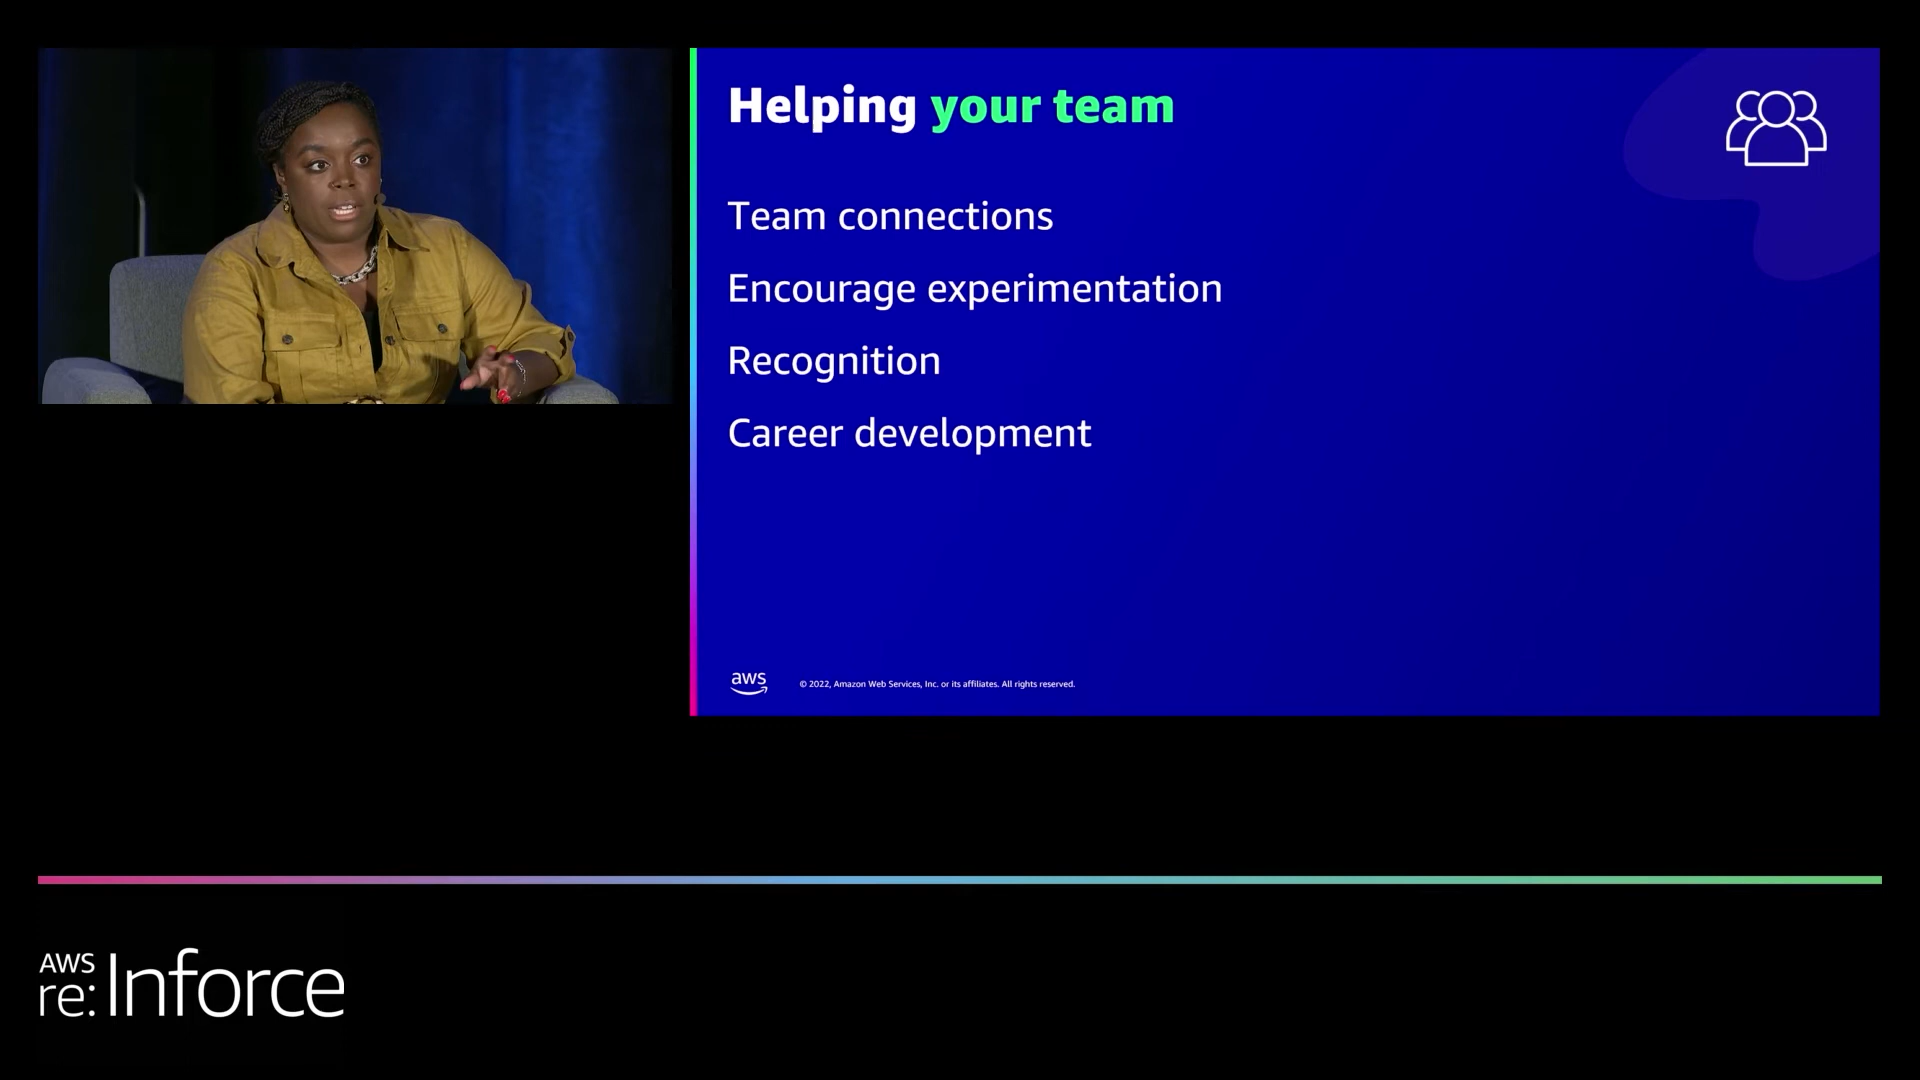 Helping your team
Team connections
Encourage experimentation
Recognition
Career development
aws
© 2022, Amazon Web Services, Inc. or its affiliates. All rights reserved.
AWS
re:Inforce